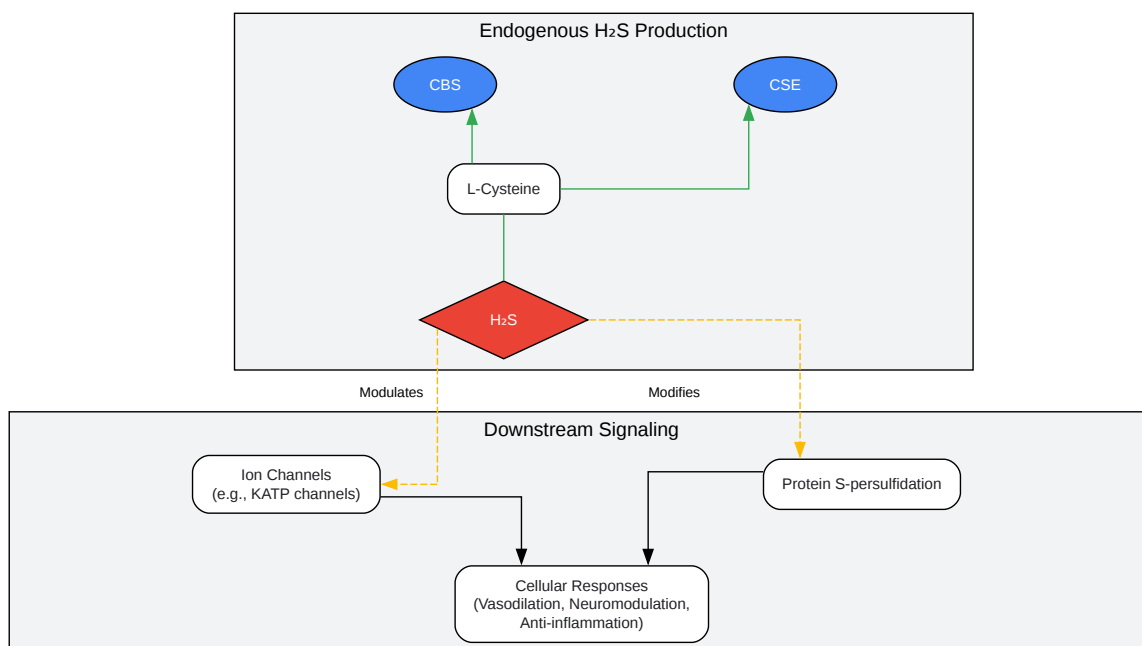 Endogenous H₂S Production
CBS
CSE
L-Cysteine
H₂S
Modulates
Modifies
Downstream Signaling
Ion Channels
(e.g., KATP channels)
Protein S-persulfidation
Cellular Responses
(Vasodilation, Neuromodulation,
Anti-inflammation)